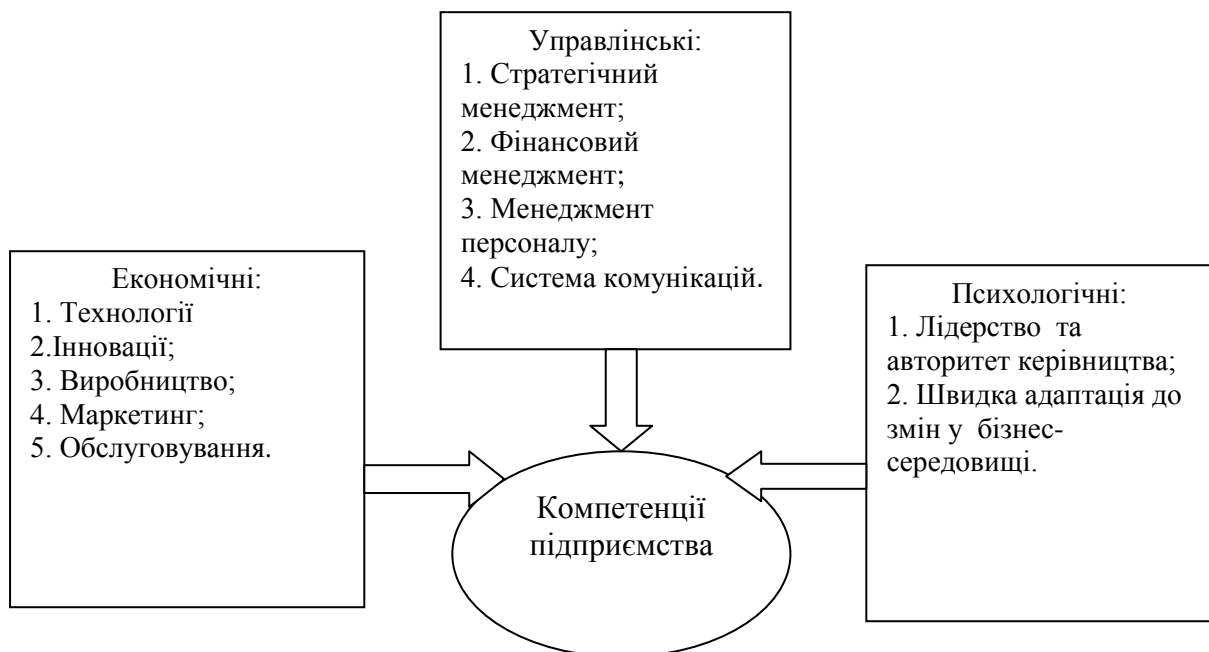 Управлінські:
1. Стратегічний
менеджмент;
2. Фінансовий
менеджмент;
3. Менеджмент
персоналу;
4. Система комунікацій.
Економічні:
1. Технології
2.Інновації;
3. Виробництво;
4. Маркетинг;
5. Обслуговування.
Психологічні:
1. Лідерство та
авторитет керівництва;
2. Швидка адаптація до
змін у бізнес-
середовищі.
Компетенції
підприємства